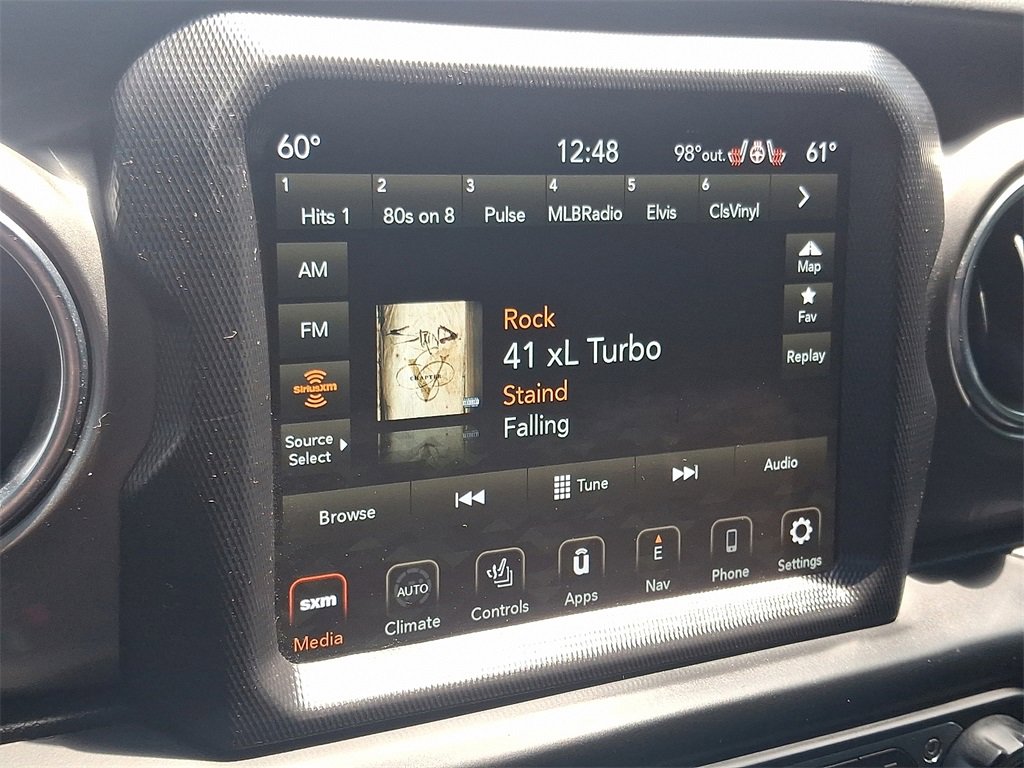 60° 12:48 98°out. 61°
1 2 3 4 5 6
Hits 1 80s on 8 Pulse MLBRadio Elvis ClsVinyl
AM
FM
SiriusXM
Source
Select
STAIND
CHAPTER
V
Rock
41 xL Turbo
Staind
Falling
Map
Fav
Replay
Browse Tune Audio
sxm AUTO û E
Media Climate Controls Apps Nav Phone Settings